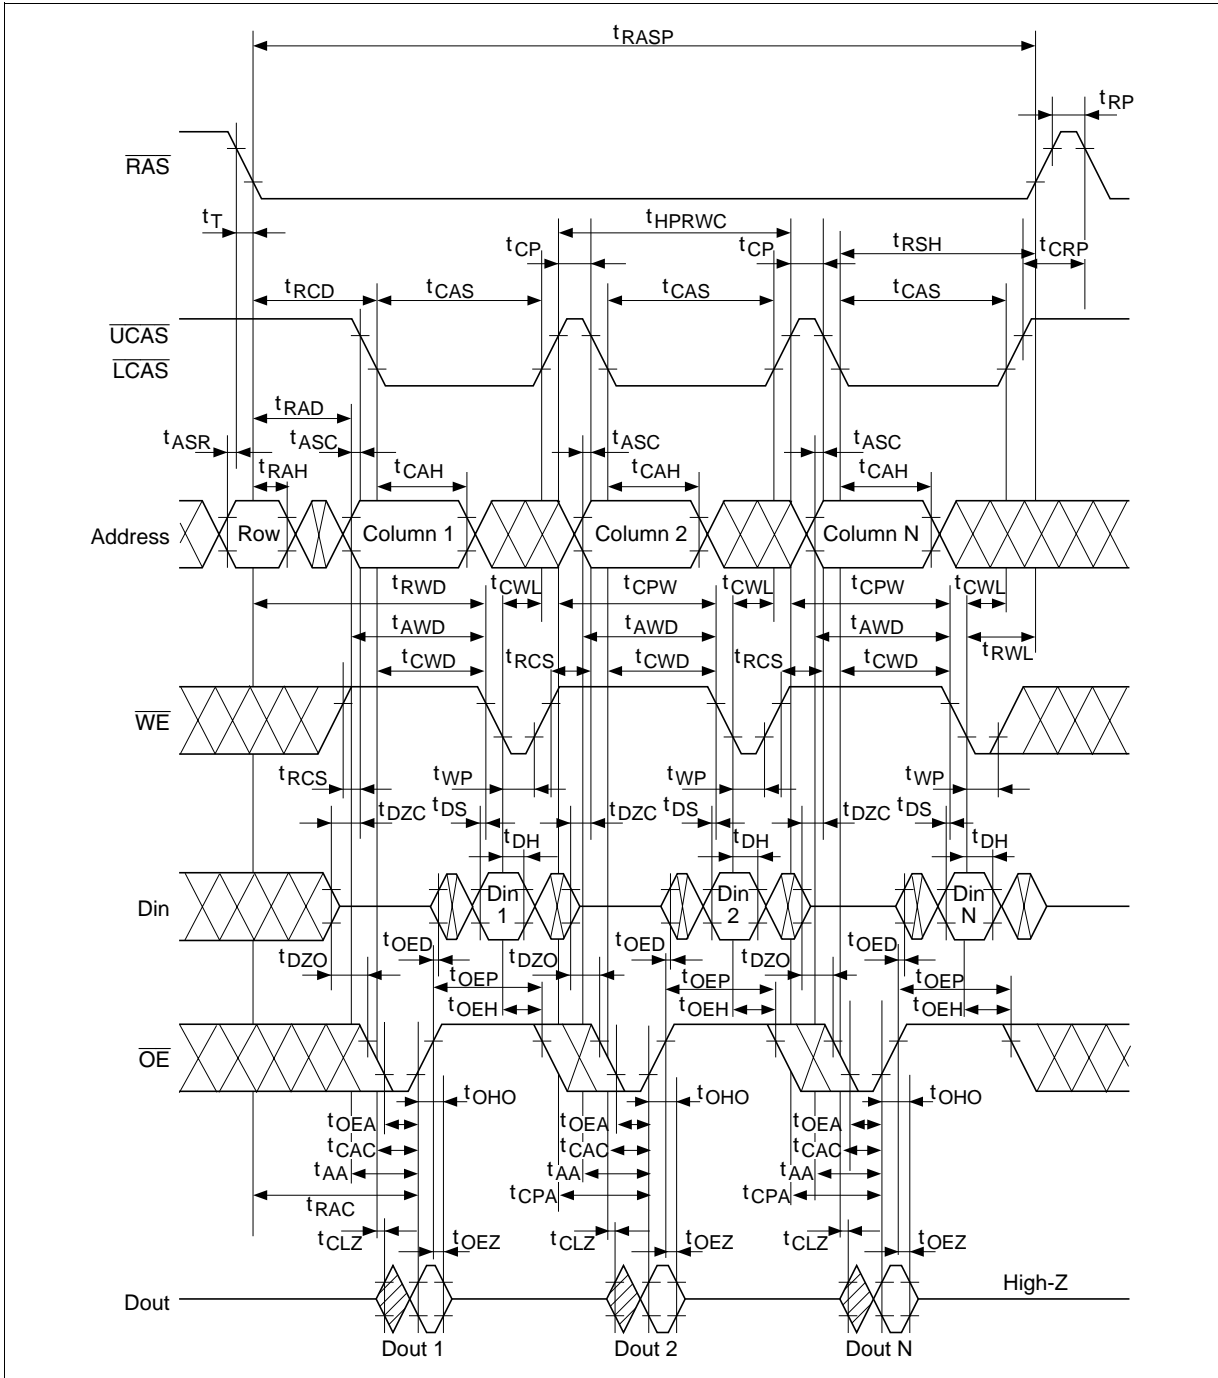 tRASP
tRP
RAS
tT
tHPRWC
tCP
tCP
tRSH
tCRP
tRCD
tCAS
tCAS
tCAS
UCAS
LCAS
tRAD
tASR
tASC
tASC
tASC
tRAH
tCAH
tCAH
tCAH
Address
Row
Column 1
Column 2
Column N
tRWD
tCWL
tCPW
tCWL
tCPW
tCWL
tAWD
tAWD
tAWD
tCWD
tRCS
tCWD
tRCS
tCWD
tRWL
WE
tRCS
tWP
tWP
tWP
tDZC
tDS
tDZC
tDS
tDZC
tDS
tDH
tDH
tDH
Din
Din 1
Din 2
Din N
tOED
tOED
tOED
tDZO
tDZO
tDZO
tOEP
tOEP
tOEP
tOEH
tOEH
tOEH
OE
tOHO
tOHO
tOHO
tOEA
tOEA
tOEA
tCAC
tCAC
tCAC
tAA
tAA
tAA
tRAC
tCPA
tCPA
tCLZ
tOEZ
tCLZ
tOEZ
tCLZ
tOEZ
Dout
High-Z
Dout 1
Dout 2
Dout N